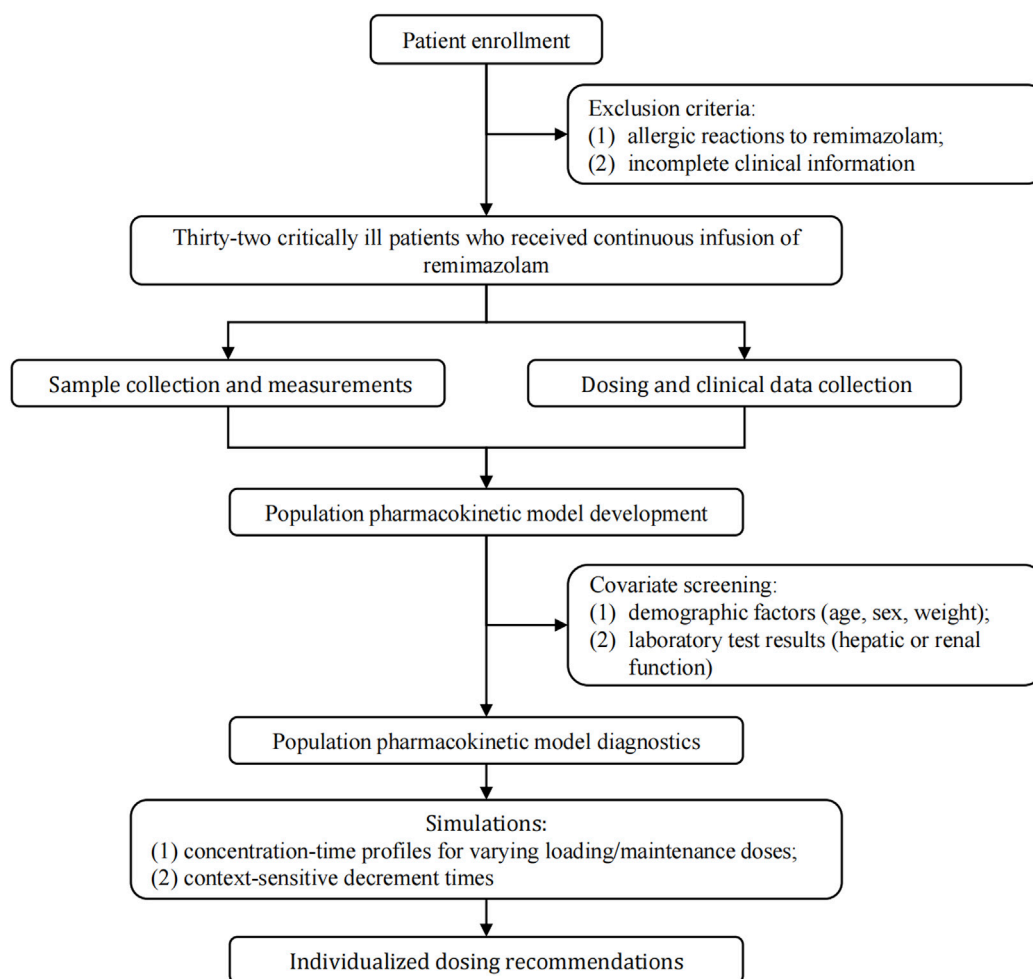 Patient enrollment
Exclusion criteria:
(1) allergic reactions to remimazolam;
(2) incomplete clinical information
Thirty-two critically ill patients who received continuous infusion of
remimazolam
Sample collection and measurements
Dosing and clinical data collection
Population pharmacokinetic model development
Covariate screening:
(1) demographic factors (age, sex, weight);
(2) laboratory test results (hepatic or renal
function)
Population pharmacokinetic model diagnostics
Simulations:
(1) concentration-time profiles for varying loading/maintenance doses;
(2) context-sensitive decrement times
Individualized dosing recommendations